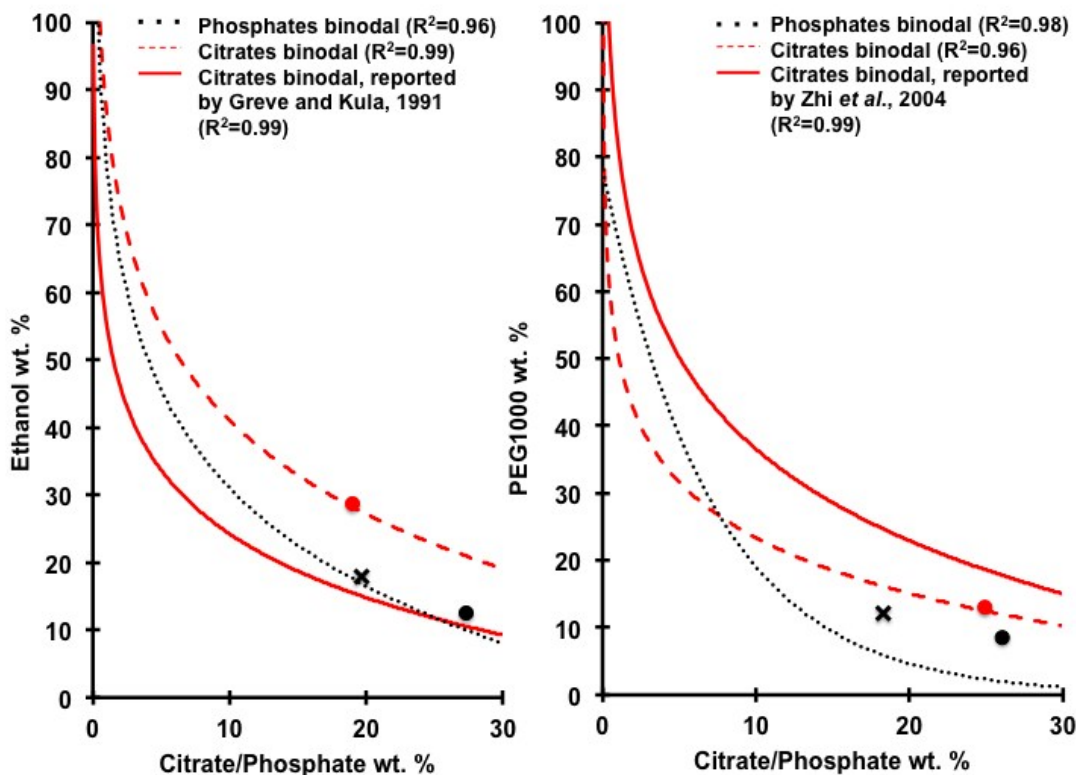 Phosphates binodal (R²=0.96)
Citrates binodal (R²=0.99)
Citrates binodal, reported
by Greve and Kula, 1991
(R²=0.99)
100
90
80
70
60
50
40
30
20
10
0
Ethanol wt. %
0
10
20
30
Citrate/Phosphate wt. %
Phosphates binodal (R²=0.98)
Citrates binodal (R²=0.96)
Citrates binodal, reported
by Zhi et al., 2004
(R²=0.99)
100
90
80
70
60
50
40
30
20
10
0
PEG1000 wt. %
0
10
20
30
Citrate/Phosphate wt. %